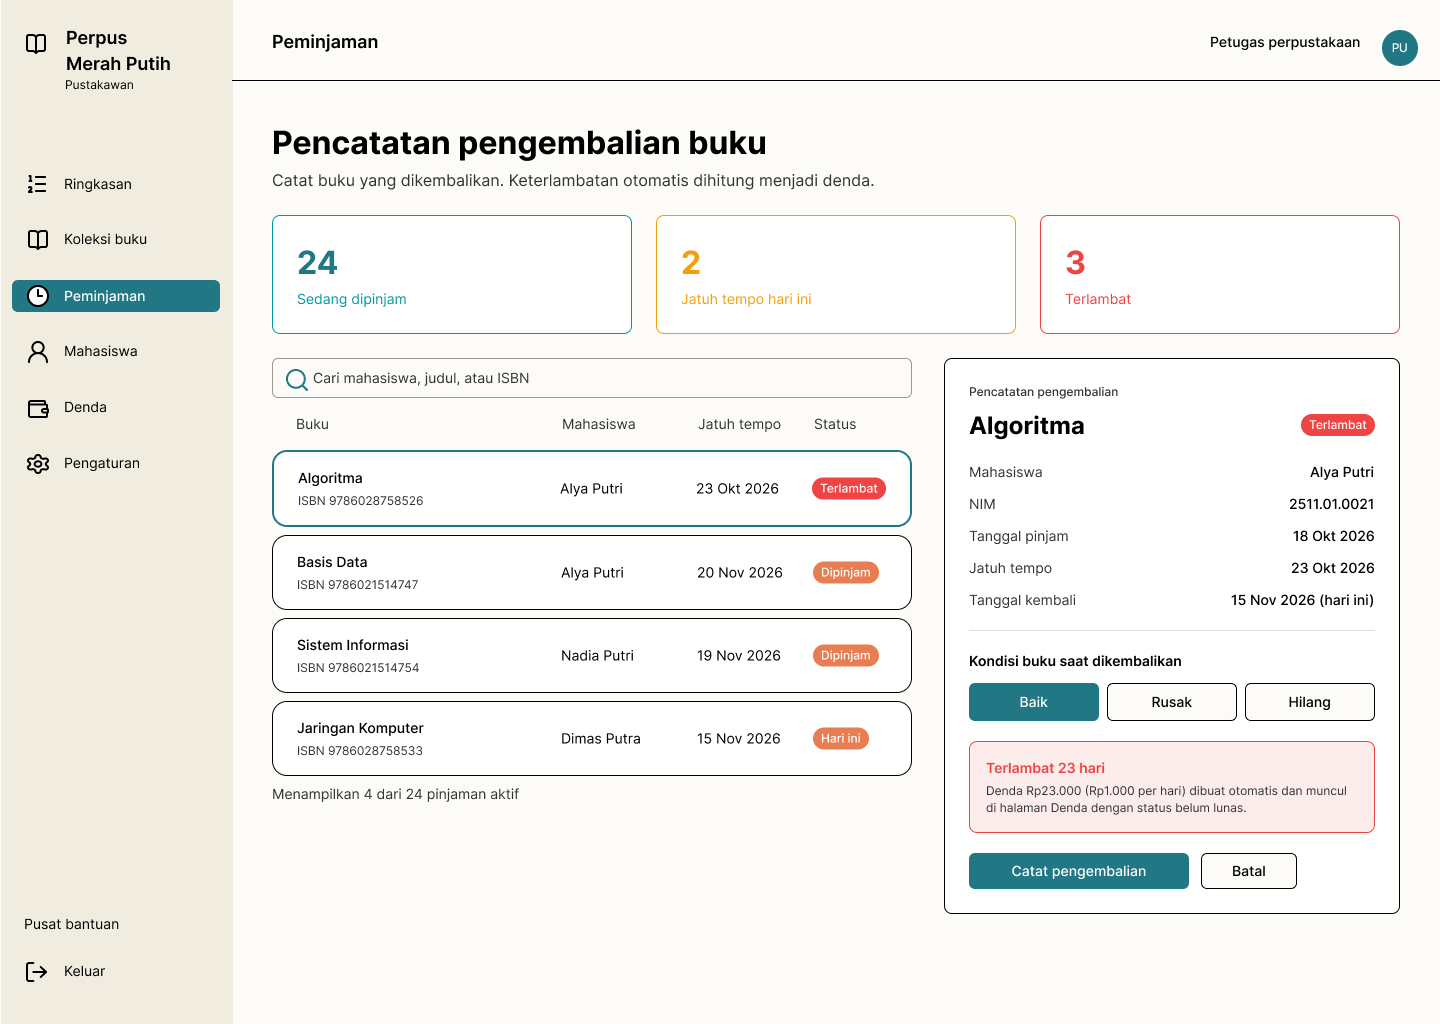 Perpus
Merah Putih
Pustakawan
Ringkasan
Koleksi buku
Peminjaman
Mahasiswa
Denda
Pengaturan
Pusat bantuan
Keluar
Peminjaman
Petugas perpustakaan
PU
Pencatatan pengembalian buku
Catat buku yang dikembalikan. Keterlambatan otomatis dihitung menjadi denda.
24
Sedang dipinjam
2
Jatuh tempo hari ini
3
Terlambat
Cari mahasiswa, judul, atau ISBN
Buku Mahasiswa Jatuh tempo Status
Algoritma
ISBN 9786028758526
Alya Putri 23 Okt 2026 Terlambat
Basis Data
ISBN 9786021514747
Alya Putri 20 Nov 2026 Dipinjam
Sistem Informasi
ISBN 9786021514754
Nadia Putri 19 Nov 2026 Dipinjam
Jaringan Komputer
ISBN 9786028758533
Dimas Putra 15 Nov 2026 Hari ini
Menampilkan 4 dari 24 pinjaman aktif
Pencatatan pengembalian
Algoritma Terlambat
Mahasiswa Alya Putri
NIM 2511.01.0021
Tanggal pinjam 18 Okt 2026
Jatuh tempo 23 Okt 2026
Tanggal kembali 15 Nov 2026 (hari ini)
Kondisi buku saat dikembalikan
Baik Rusak Hilang
Terlambat 23 hari
Denda Rp23.000 (Rp1.000 per hari) dibuat otomatis dan muncul
di halaman Denda dengan status belum lunas.
Catat pengembalian Batal